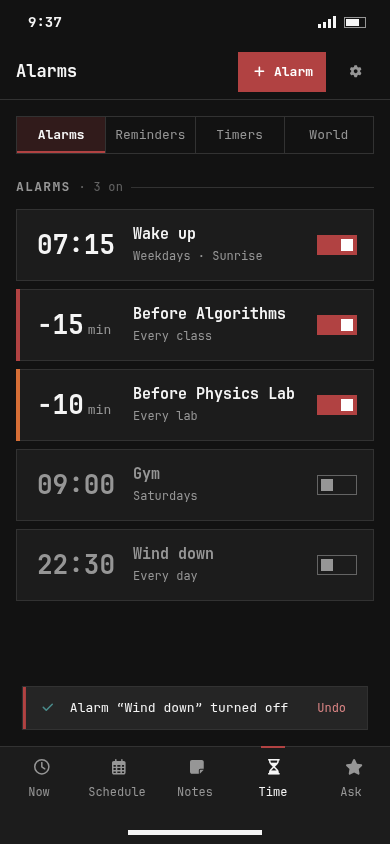 9:37
Alarms
+ Alarm
Alarms Reminders Timers World
ALARMS · 3 on
07:15 Wake up
Weekdays · Sunrise
-15 min Before Algorithms
Every class
-10 min Before Physics Lab
Every lab
09:00 Gym
Saturdays
22:30 Wind down
Every day
Alarm “Wind down” turned off Undo
Now Schedule Notes Time Ask